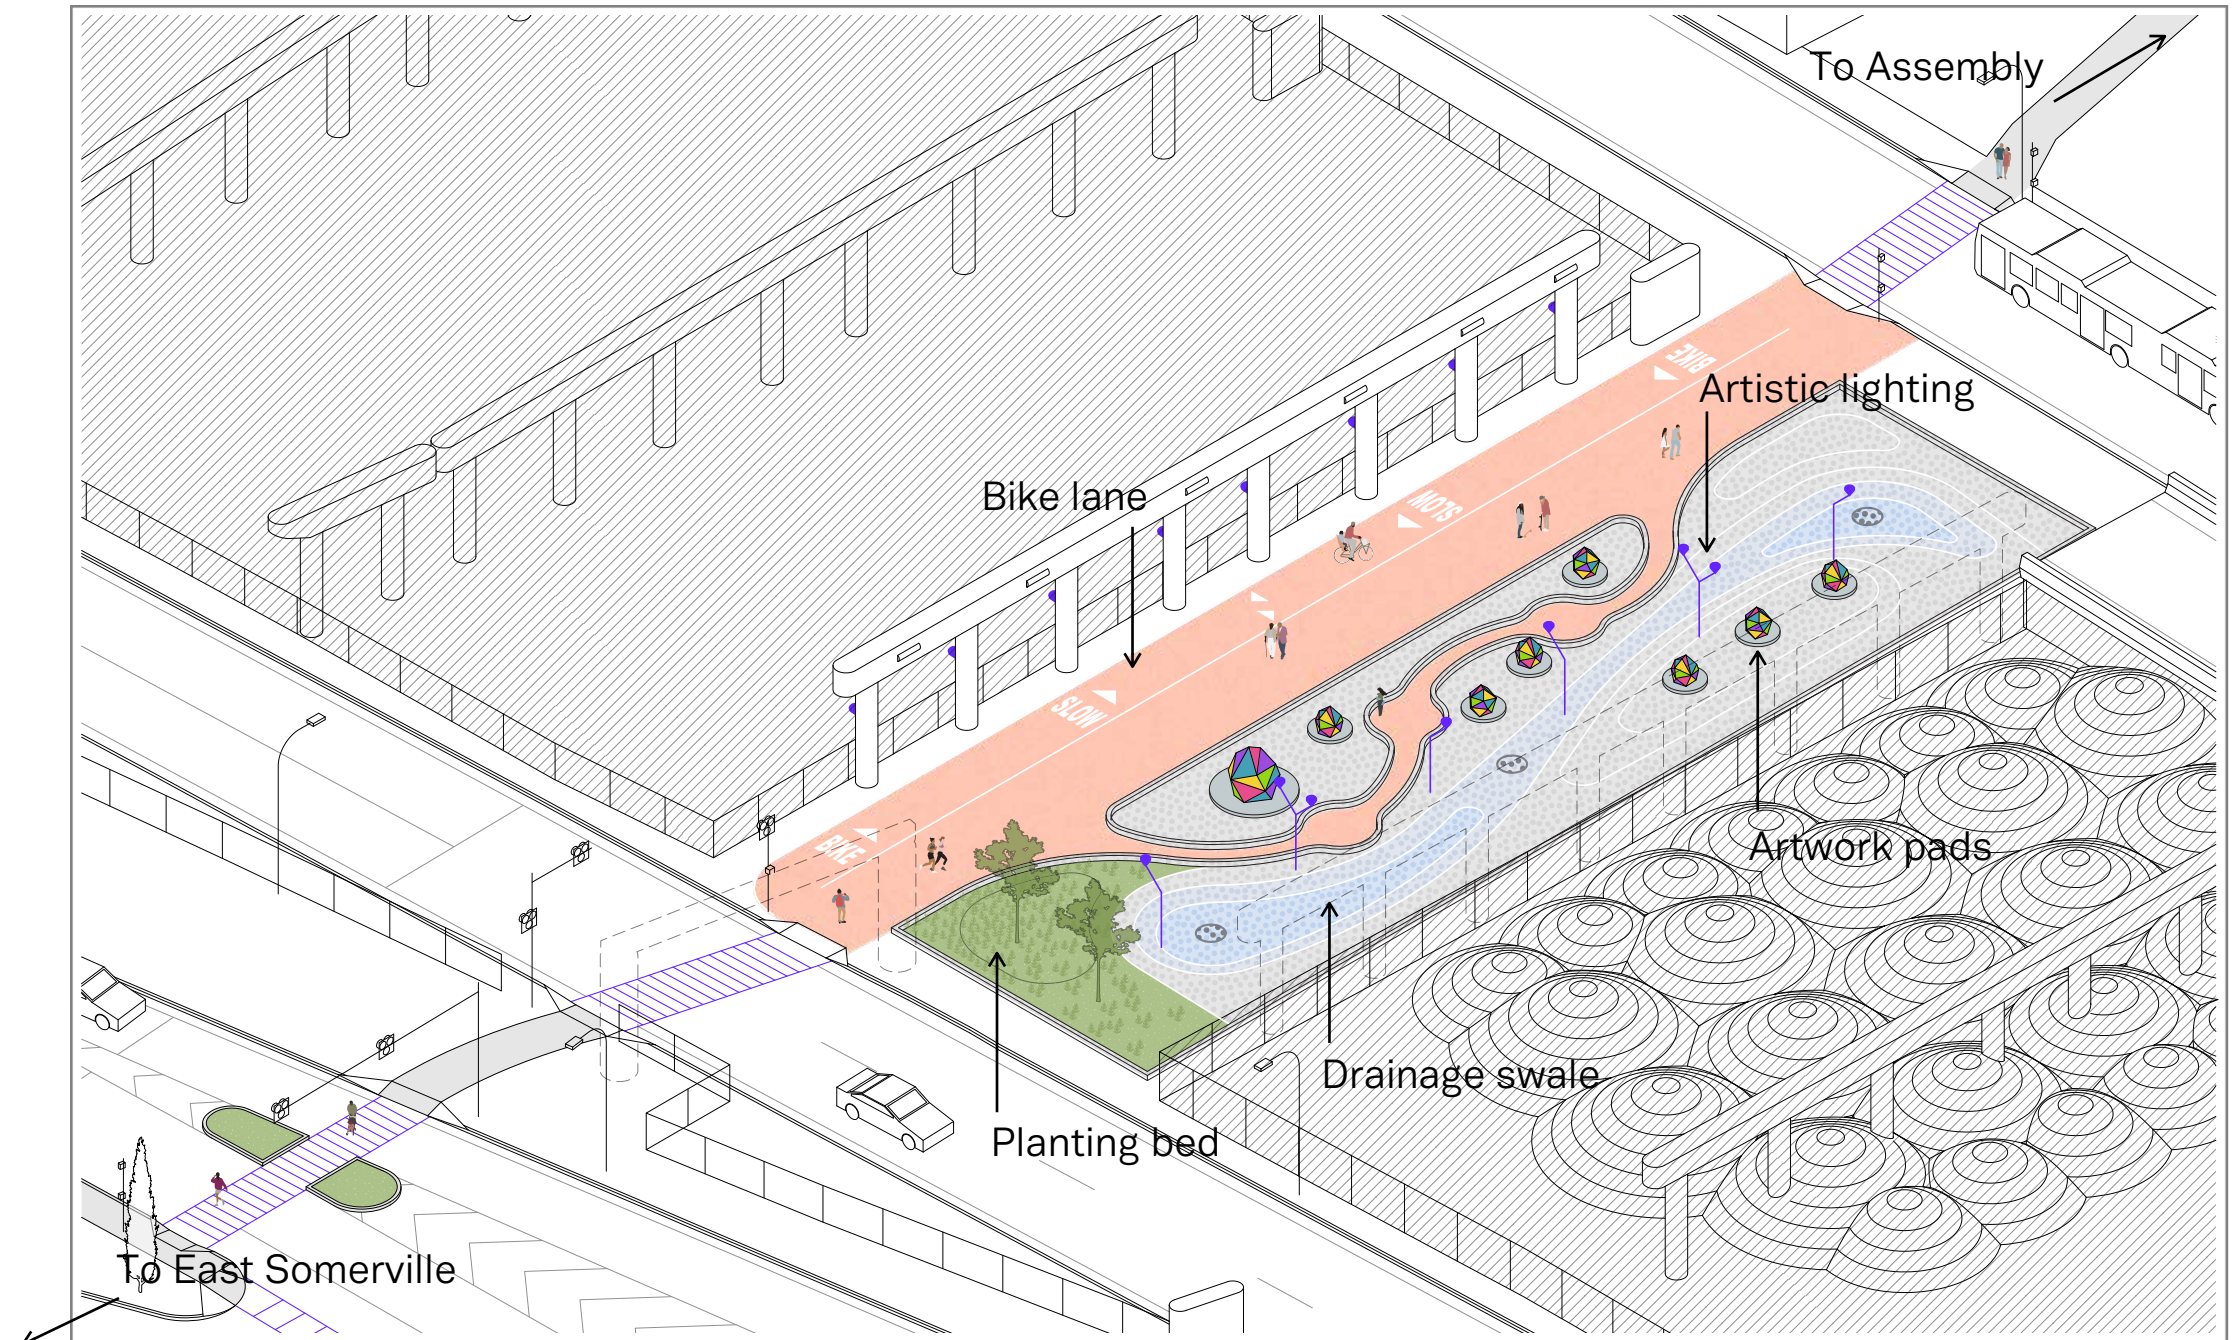 To Assembly
BIKE
Artistic lighting
Bike lane
SLOW
SLOW
BIKE
Artwork pads
Drainage swale
Planting bed
To East Somerville